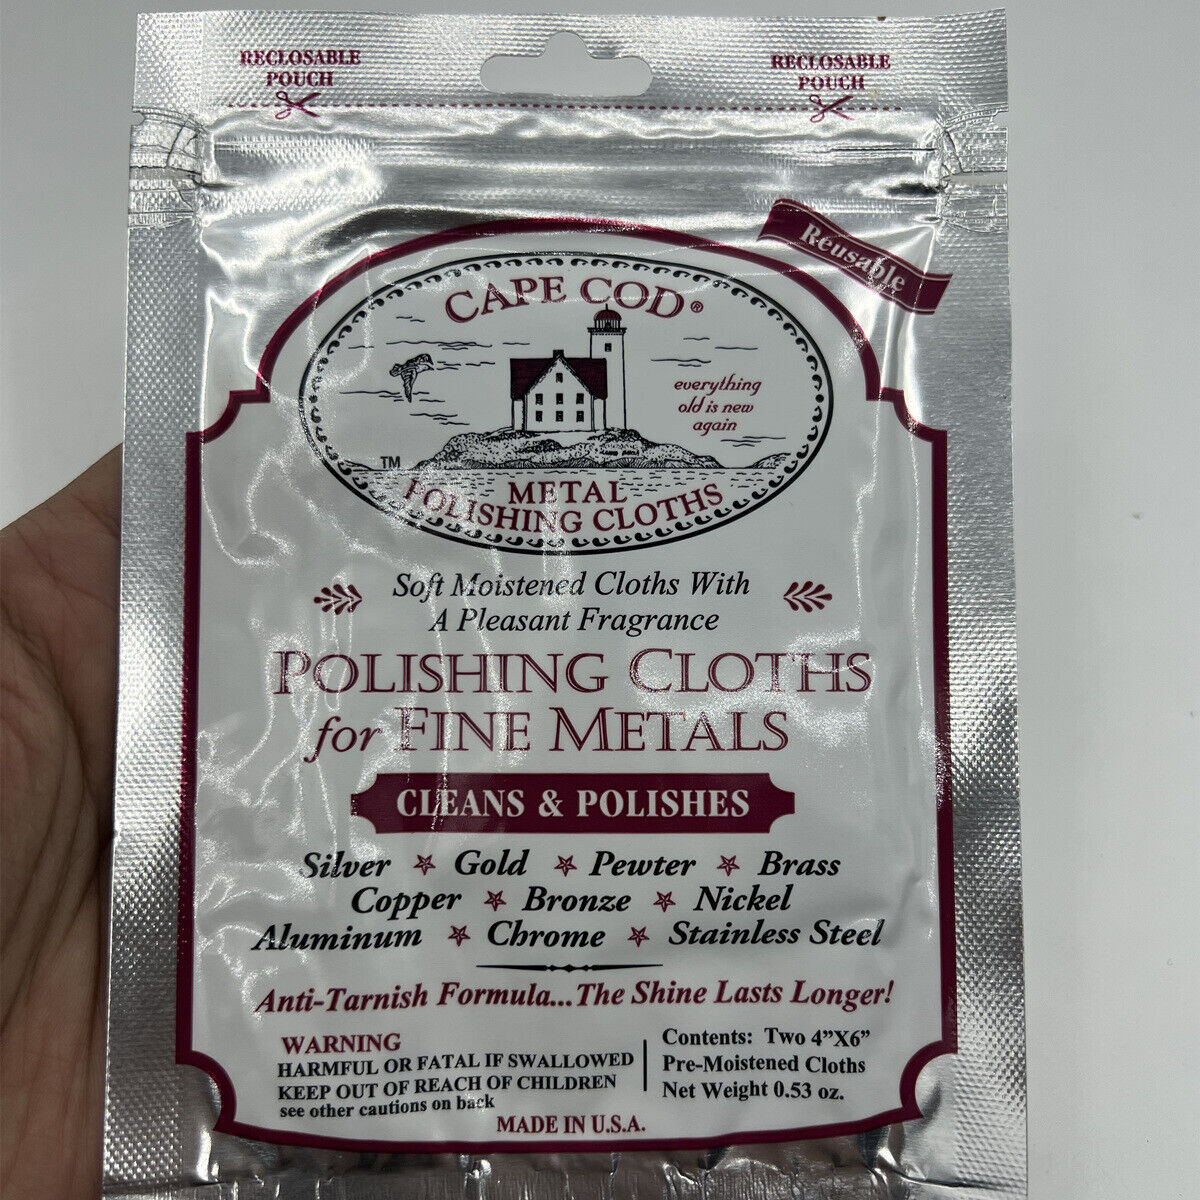 RECLOSABLE
POUCH
RECLOSABLE
POUCH
Reusable
CAPE COD®
everything
old is new
again
TM
METAL
POLISHING CLOTHS
Soft Moistened Cloths With
A Pleasant Fragrance
POLISHING CLOTHS
for FINE METALS
CLEANS & POLISHES
Silver ☆ Gold ☆ Pewter ☆ Brass
Copper ☆ Bronze ☆ Nickel
Aluminum ☆ Chrome ☆ Stainless Steel
Anti-Tarnish Formula...The Shine Lasts Longer!
WARNING
HARMFUL OR FATAL IF SWALLOWED
KEEP OUT OF REACH OF CHILDREN
see other cautions on back
Contents: Two 4”X6”
Pre-Moistened Cloths
Net Weight 0.53 oz.
MADE IN U.S.A.